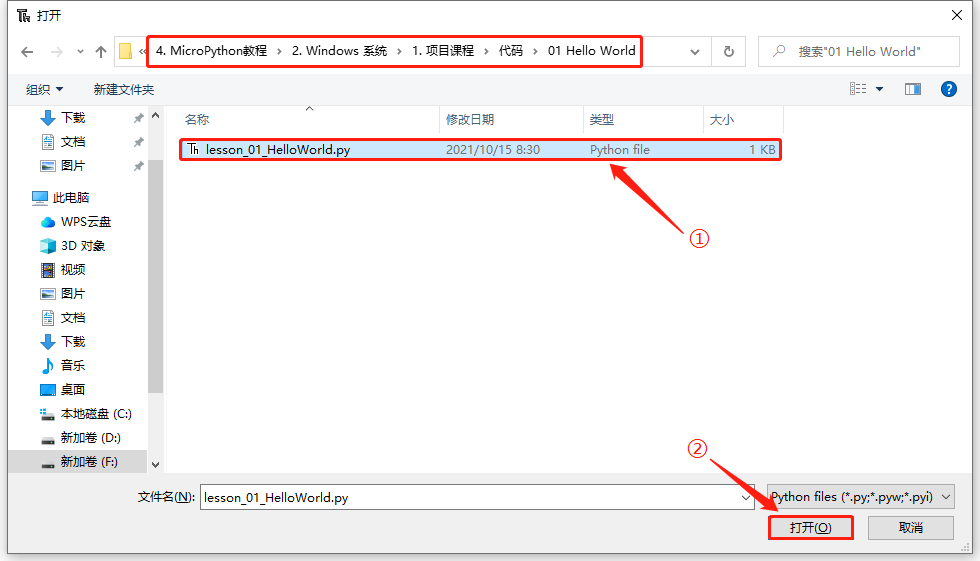 打开
« 4. MicroPython教程 › 2. Windows 系统 › 1. 项目课程 › 代码 › 01 Hello World
搜索"01 Hello World"
组织 新建文件夹
名称 修改日期 类型 大小
lesson_01_HelloWorld.py 2021/10/15 8:30 Python file 1 KB
①
下载
文档
图片
此电脑
WPS云盘
3D 对象
视频
图片
文档
下载
音乐
桌面
本地磁盘 (C:)
新加卷 (D:)
新加卷 (F:)
②
文件名(N): lesson_01_HelloWorld.py Python files (*.py;*.pyw;*.pyi)
打开(O) 取消